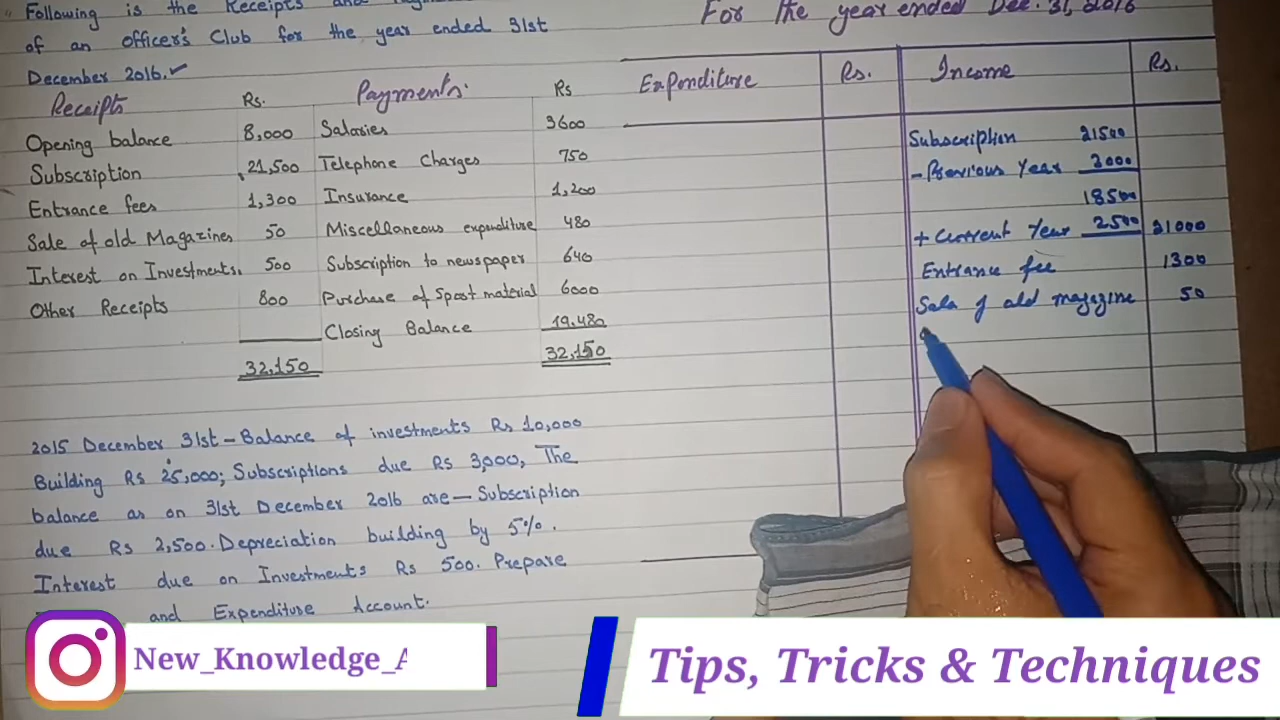 Following is the Receipts and
of an officer's Club for the year ended 31st
December 2016.
Receipts Rs. Payments. Rs
Opening balance 8,000 Salaries 3600
Subscription 21,500 Telephone Charges 750
Entrance fees 1,300 Insurance 1,200
Sale of old Magazines 50 Miscellaneous expenditure 480
Interest on Investments. 500 Subscription to newspaper 640
Other Receipts 800 Purchase of Sport material 6000
Closing Balance 19.480
32,150 32,150
2015 December 31st - Balance of investments Rs 10,000
Building Rs 25,000; Subscriptions due Rs 3,000, The
balance as on 31st December 2016 are - Subscription
due Rs 2,500. Depreciation building by 5%.
Interest due on Investments Rs 500. Prepare
and Expenditure Account.
For the year ended Dec. 31, 2016
Expenditure Rs. Income Rs.
Subscription 21500
- Previous Year 3000
18500
+ Current Year 2500 21000
Entrance fee 1300
Sale of old magazine 50
New_Knowledge_A
Tips, Tricks & Techniques